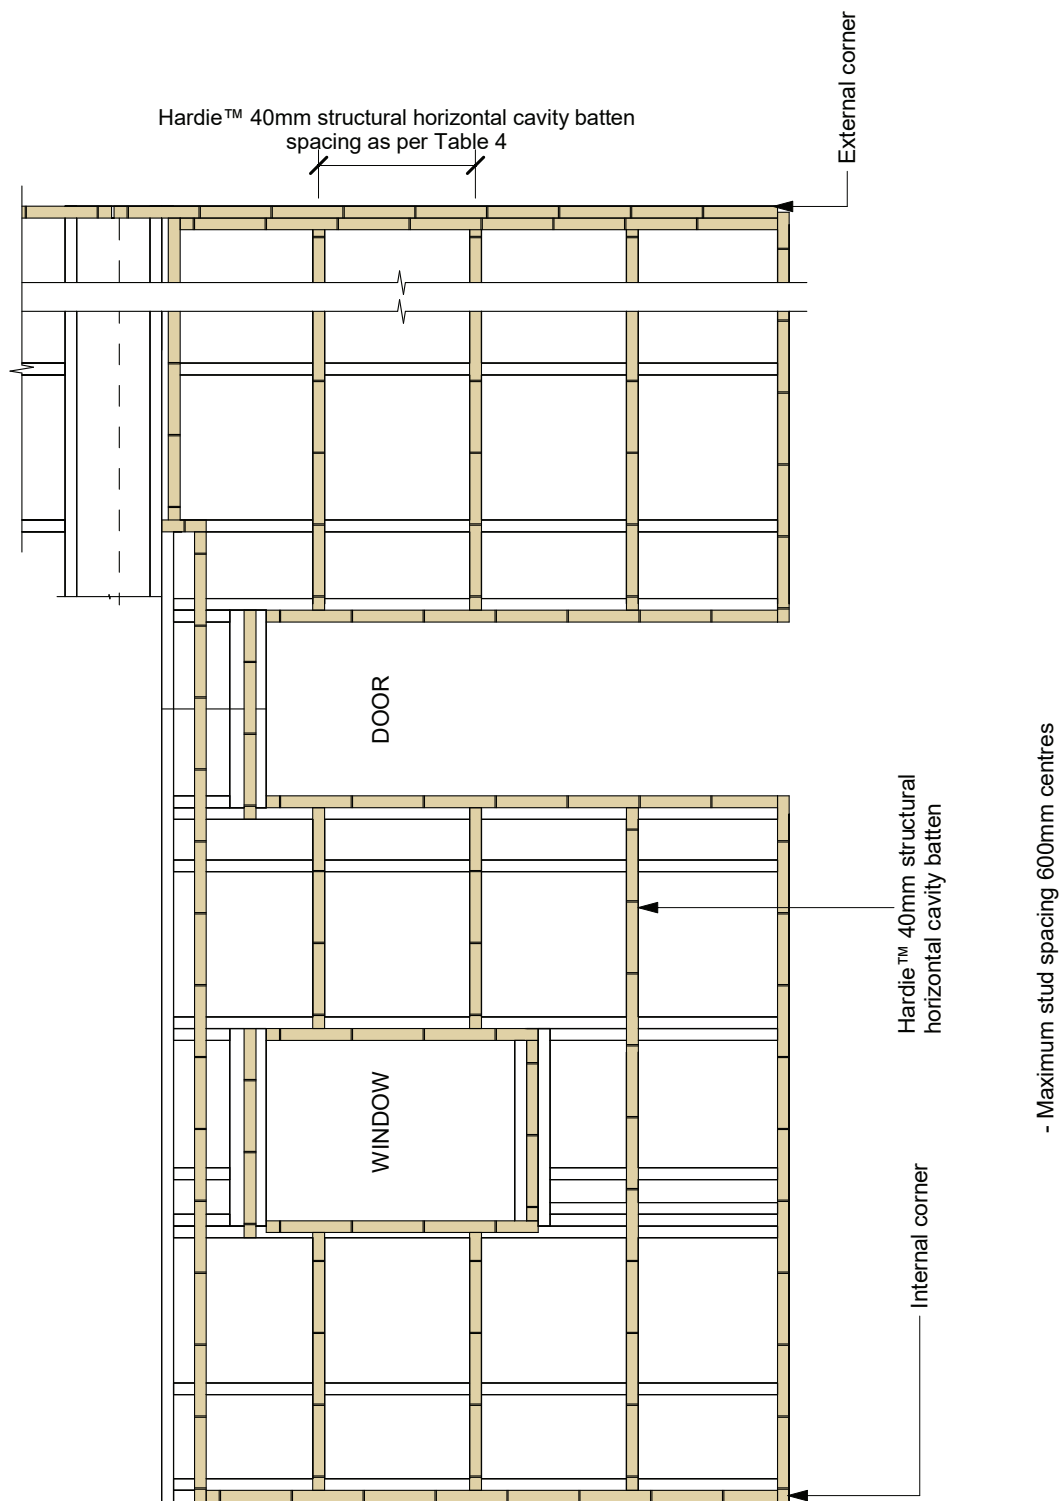 Hardie™ 40mm structural horizontal cavity batten
spacing as per Table 4
External corner
DOOR
WINDOW
Hardie™ 40mm structural
horizontal cavity batten
Internal corner
- Maximum stud spacing 600mm centres